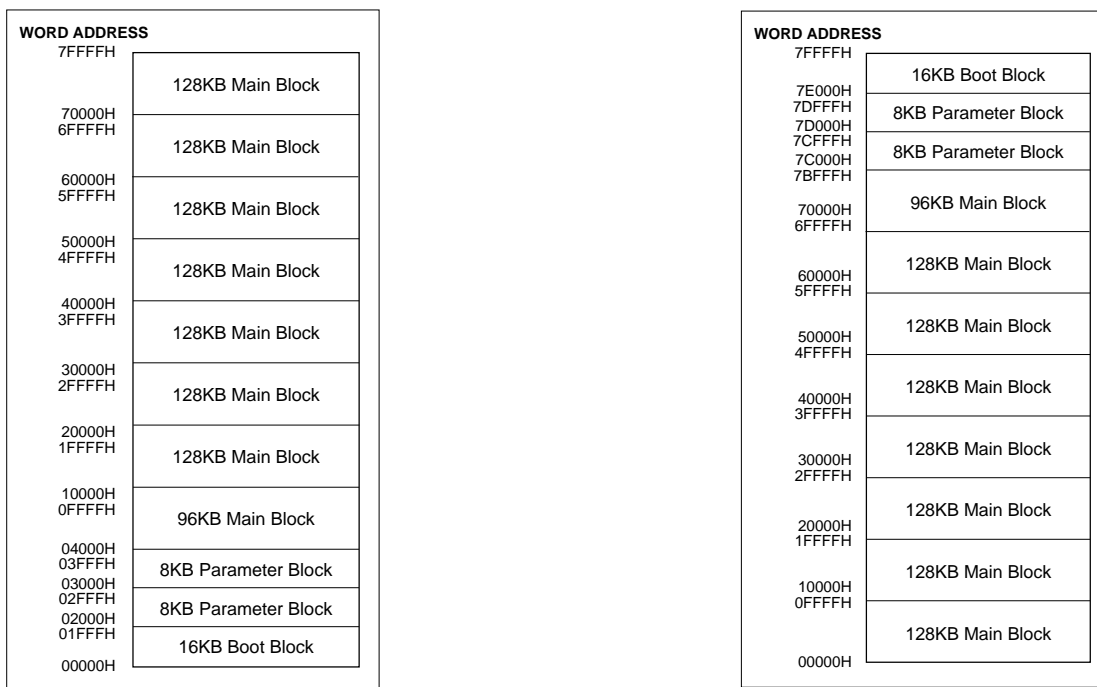 WORD ADDRESS
7FFFFH
128KB Main Block
70000H
6FFFFH
128KB Main Block
60000H
5FFFFH
128KB Main Block
50000H
4FFFFH
128KB Main Block
40000H
3FFFFH
128KB Main Block
30000H
2FFFFH
128KB Main Block
20000H
1FFFFH
128KB Main Block
10000H
0FFFFH
96KB Main Block
04000H
03FFFH
8KB Parameter Block
03000H
02FFFH
8KB Parameter Block
02000H
01FFFH
16KB Boot Block
00000H
WORD ADDRESS
7FFFFH
16KB Boot Block
7E000H
7DFFFH
8KB Parameter Block
7D000H
7CFFFH
8KB Parameter Block
7C000H
7BFFFH
96KB Main Block
70000H
6FFFFH
128KB Main Block
60000H
5FFFFH
128KB Main Block
50000H
4FFFFH
128KB Main Block
40000H
3FFFFH
128KB Main Block
30000H
2FFFFH
128KB Main Block
20000H
1FFFFH
128KB Main Block
10000H
0FFFFH
128KB Main Block
00000H